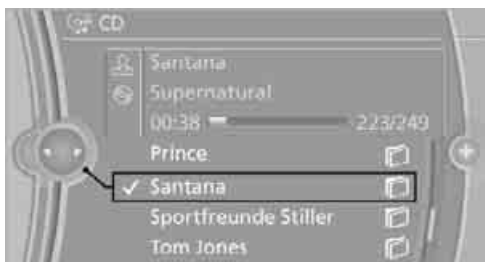 CD
Santana
Supernatural
00:38 223/249
Prince
Santana
Sportfreunde Stiller
Tom Jones